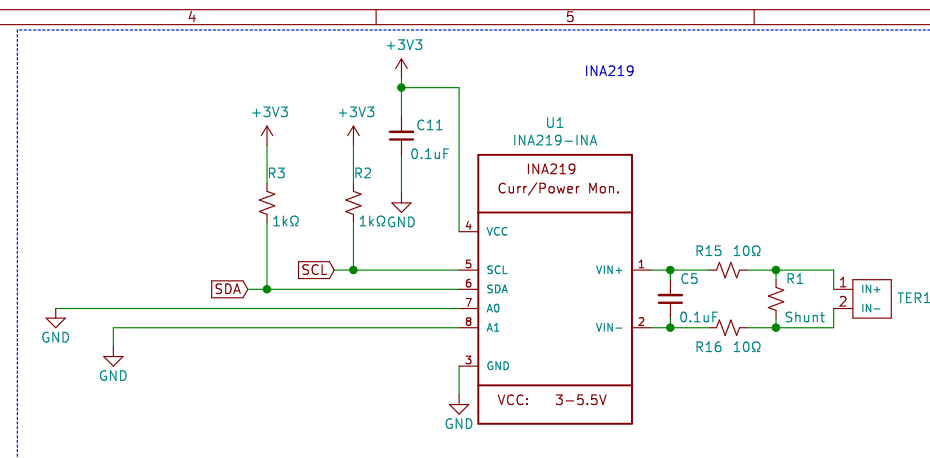 4
5
+3V3
INA219
+3V3
+3V3
C11
0.1uF
U1
INA219-INA
INA219
Curr/Power Mon.
R3
1kΩ
R2
1kΩ
GND
4
VCC
SCL
5
SCL
SDA
6
SDA
7
A0
8
A1
3
GND
GND
GND
GND
VCC: 3-5.5V
VIN+
1
VIN-
2
R15 10Ω
C5
0.1uF
R16 10Ω
R1
Shunt
1
IN+
2
IN-
TER1